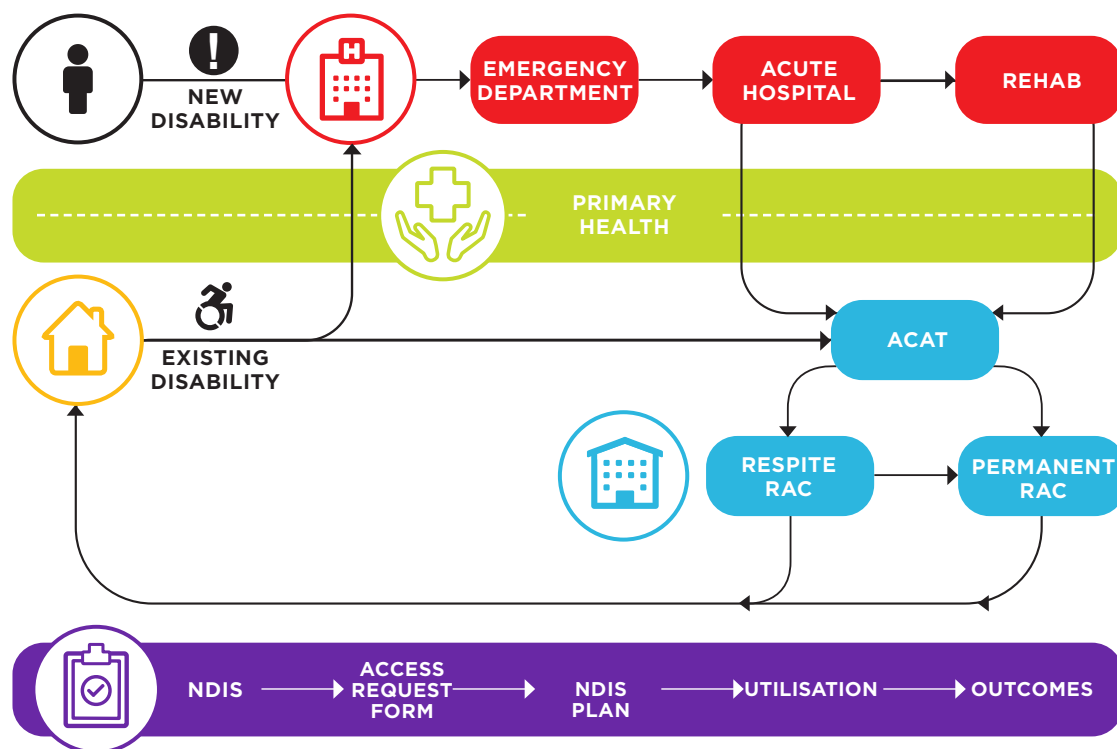 NEW
DISABILITY
H
EMERGENCY
DEPARTMENT
ACUTE
HOSPITAL
REHAB
PRIMARY
HEALTH
EXISTING
DISABILITY
ACAT
RESPITE
RAC
PERMANENT
RAC
NDIS
ACCESS
REQUEST
FORM
NDIS
PLAN
UTILISATION
OUTCOMES